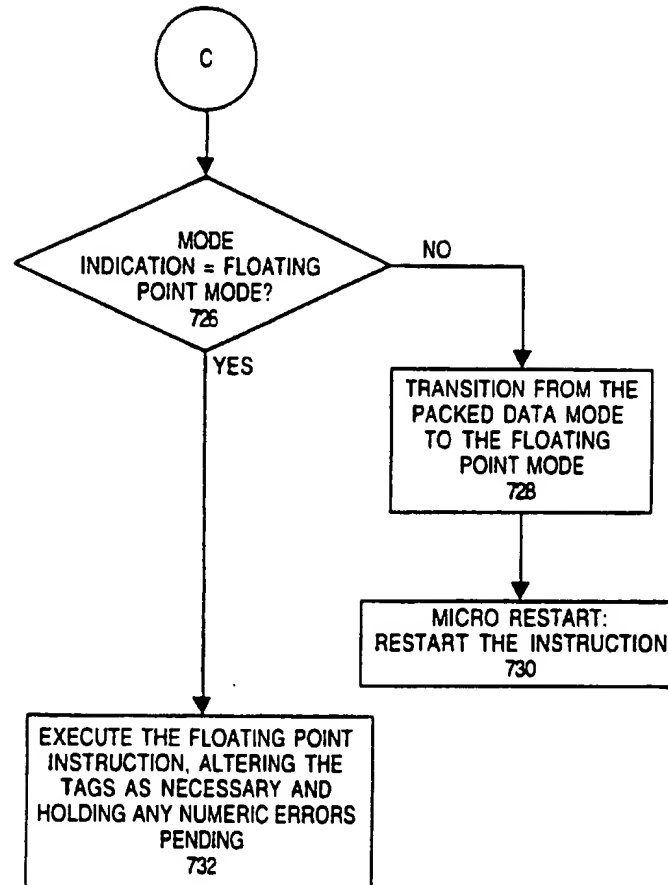 C
MODE
INDICATION = FLOATING
POINT MODE?
726
NO
YES
TRANSITION FROM THE
PACKED DATA MODE
TO THE FLOATING
POINT MODE
728
MICRO RESTART:
RESTART THE INSTRUCTION
730
EXECUTE THE FLOATING POINT
INSTRUCTION, ALTERING THE
TAGS AS NECESSARY AND
HOLDING ANY NUMERIC ERRORS
PENDING
732